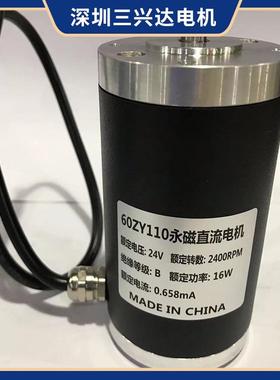 深圳三兴达电机
60ZY110永磁直流电机
额定电压: 24V 额定转数: 2400RPM
绝缘等级: B 额定功率: 16W
额定电流: 0.658mA
MADE IN CHINA